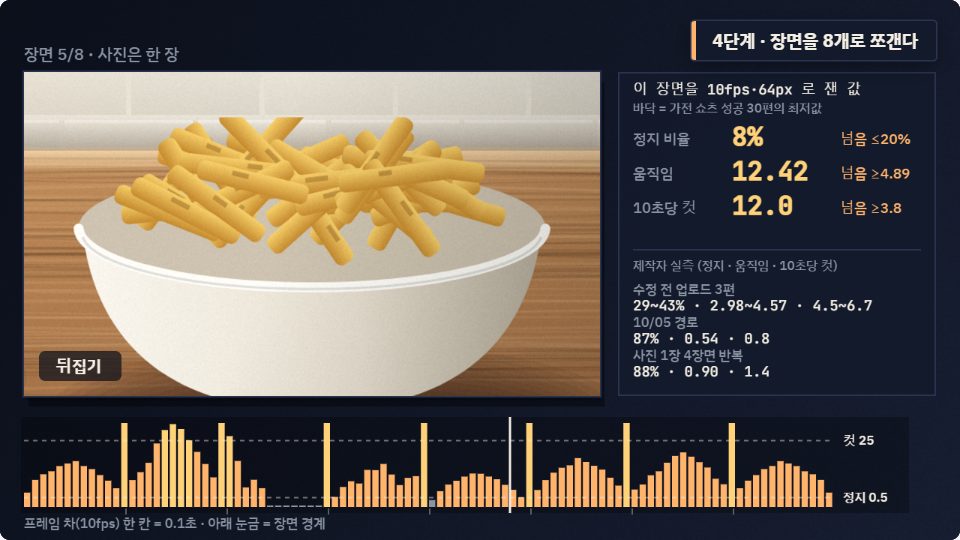 장면 5/8 · 사진은 한 장
4단계 · 장면을 8개로 쪼갠다
이 장면을 10fps·64px 로 잰 값
바닥 = 가전 쇼츠 성공 30편의 최저값
정지 비율 8% 넘음 ≤20%
움직임 12.42 넘음 ≥4.89
10초당 컷 12.0 넘음 ≥3.8
제작자 실측 (정지 · 움직임 · 10초당 컷)
수정 전 업로드 3편
29~43% · 2.98~4.57 · 4.5~6.7
10/05 경로
87% · 0.54 · 0.8
사진 1장 4장면 반복
88% · 0.90 · 1.4
뒤집기
컷 25
정지 0.5
프레임 차(10fps) 한 칸 = 0.1초 · 아래 눈금 = 장면 경계